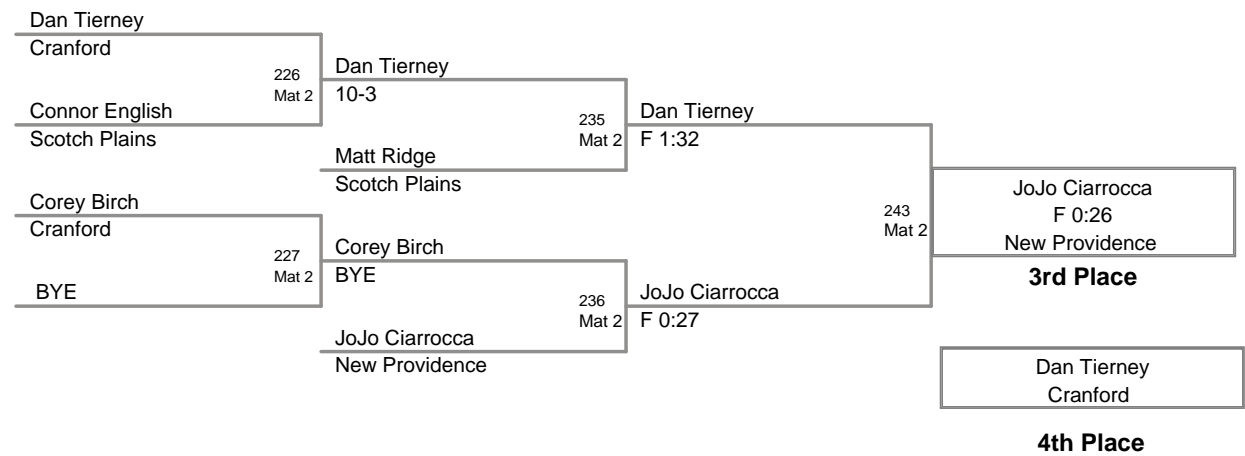 Dan Tierney
Cranford
226
Mat 2
Connor English
Scotch Plains
Dan Tierney
10-3
235
Mat 2
Matt Ridge
Scotch Plains
Dan Tierney
F 1:32
Corey Birch
Cranford
227
Mat 2
BYE
Corey Birch
BYE
236
Mat 2
JoJo Ciarrocca
New Providence
JoJo Ciarrocca
F 0:27
243
Mat 2
JoJo Ciarrocca
F 0:26
New Providence
3rd Place
Dan Tierney
Cranford
4th Place